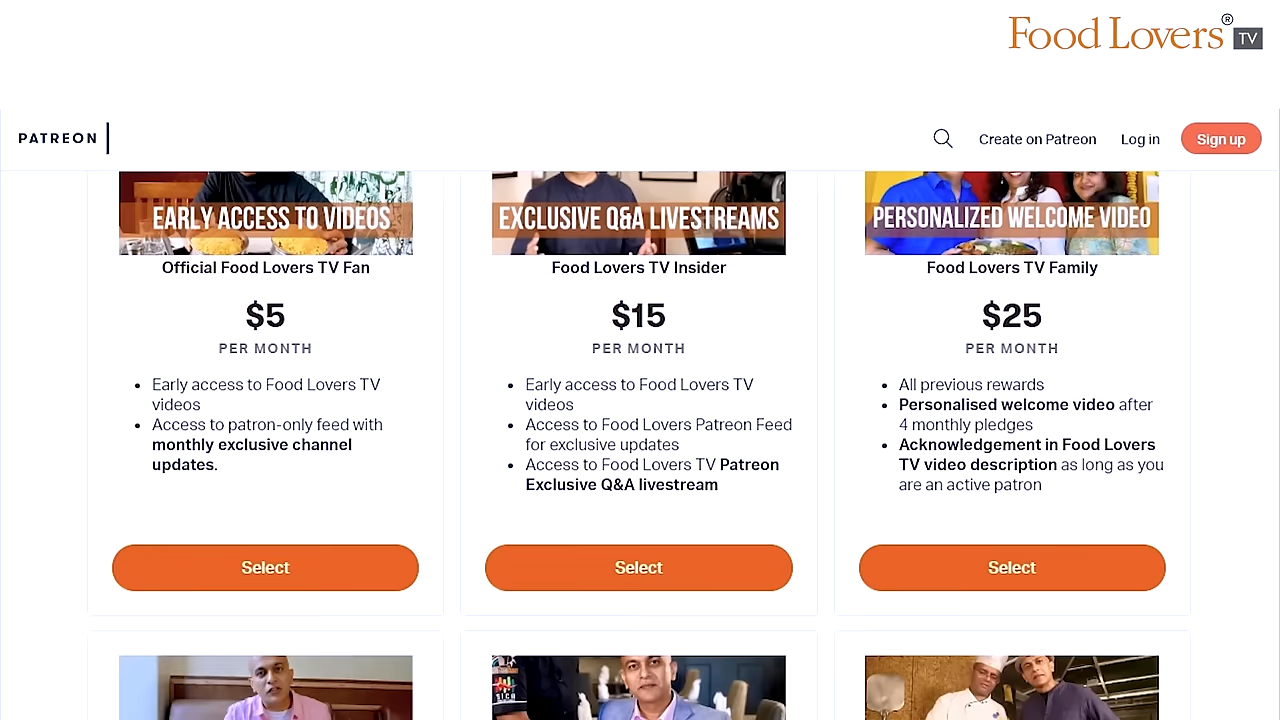 Food Lovers®
TV
PATREON
Create on Patreon
Log in
Sign up
EARLY ACCESS TO VIDEOS
Official Food Lovers TV Fan
$5
PER MONTH
Early access to Food Lovers TV
videos
Access to patron-only feed with
monthly exclusive channel
updates.
Select
EXCLUSIVE Q&A LIVESTREAMS
Food Lovers TV Insider
$15
PER MONTH
Early access to Food Lovers TV
videos
Access to Food Lovers Patreon Feed
for exclusive updates
Access to Food Lovers TV Patreon
Exclusive Q&A livestream
Select
PERSONALIZED WELCOME VIDEO
Food Lovers TV Family
$25
PER MONTH
All previous rewards
Personalised welcome video after
4 monthly pledges
Acknowledgement in Food Lovers
TV video description as long as you
are an active patron
Select